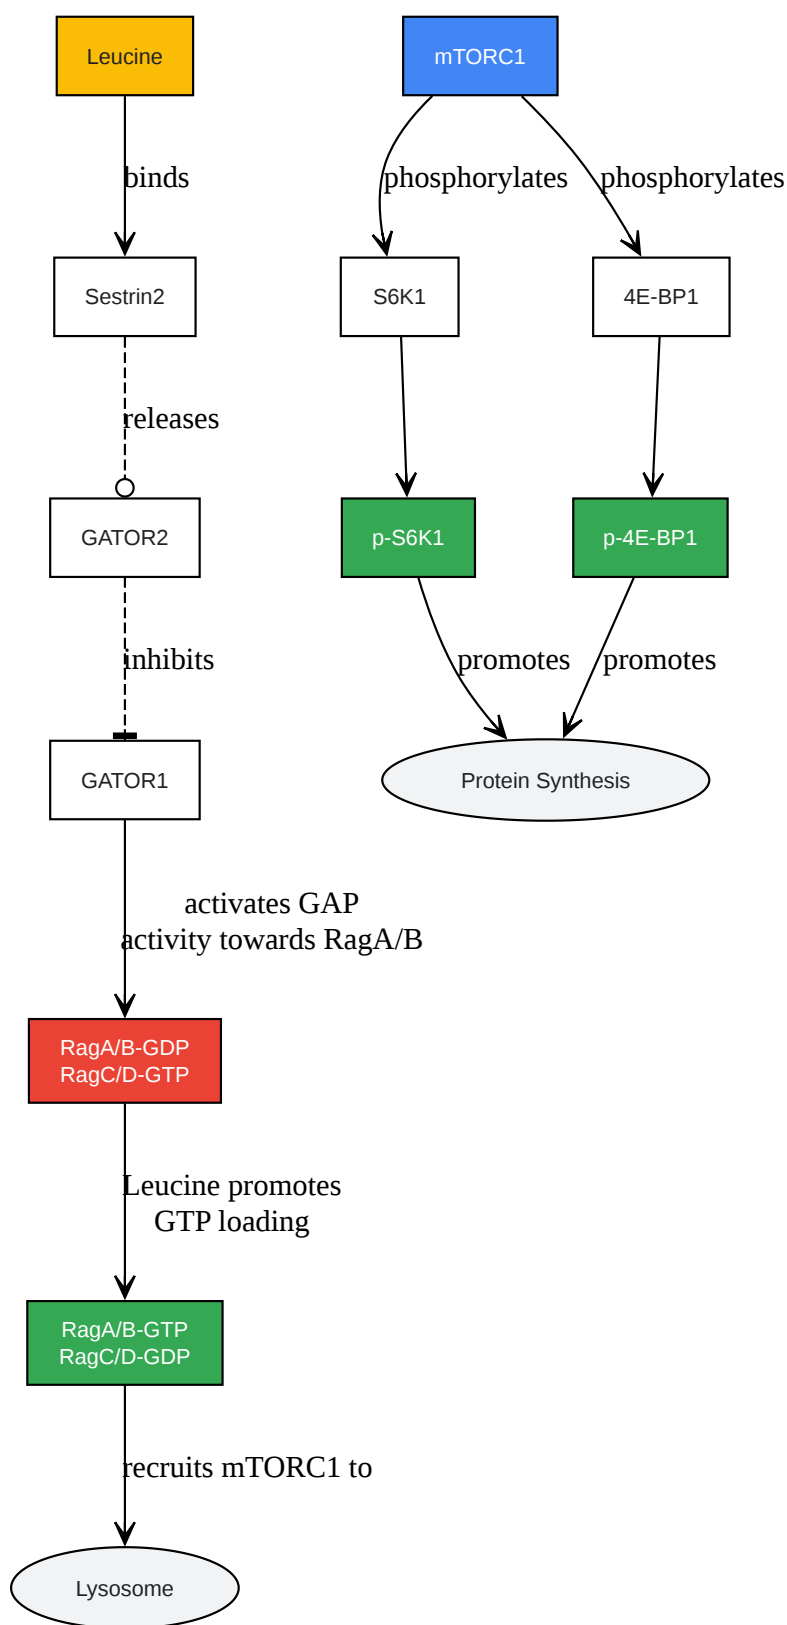 Leucine
mTORC1
binds
phosphorylates
phosphorylates
Sestrin2
S6K1
4E-BP1
releases
GATOR2
p-S6K1
p-4E-BP1
inhibits
promotes
promotes
GATOR1
Protein Synthesis
activates GAP
activity towards RagA/B
RagA/B-GDP
RagC/D-GTP
Leucine promotes
GTP loading
RagA/B-GTP
RagC/D-GDP
recruits mTORC1 to
Lysosome